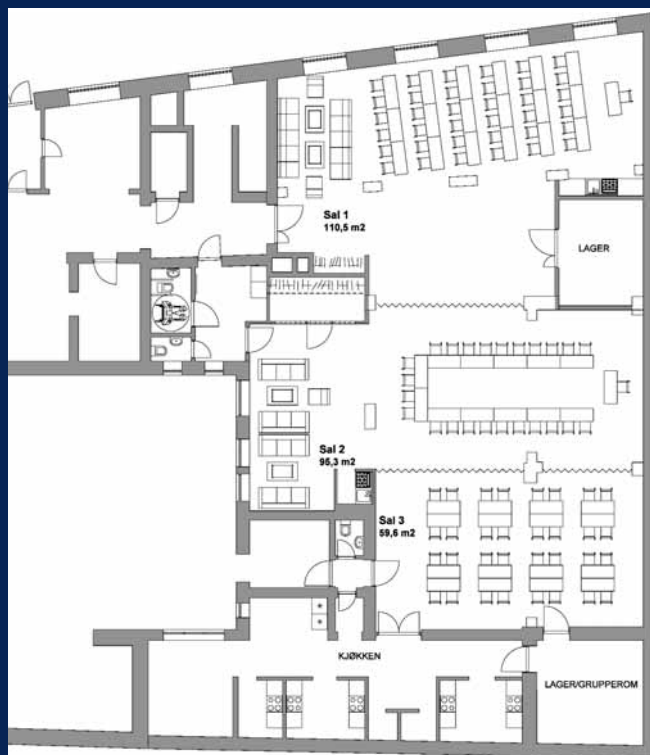 Sal 1
110,5 m2
LAGER
Sal 2
95,3 m2
Sal 3
59,6 m2
KJØKKEN
LAGER/GRUPPEROM